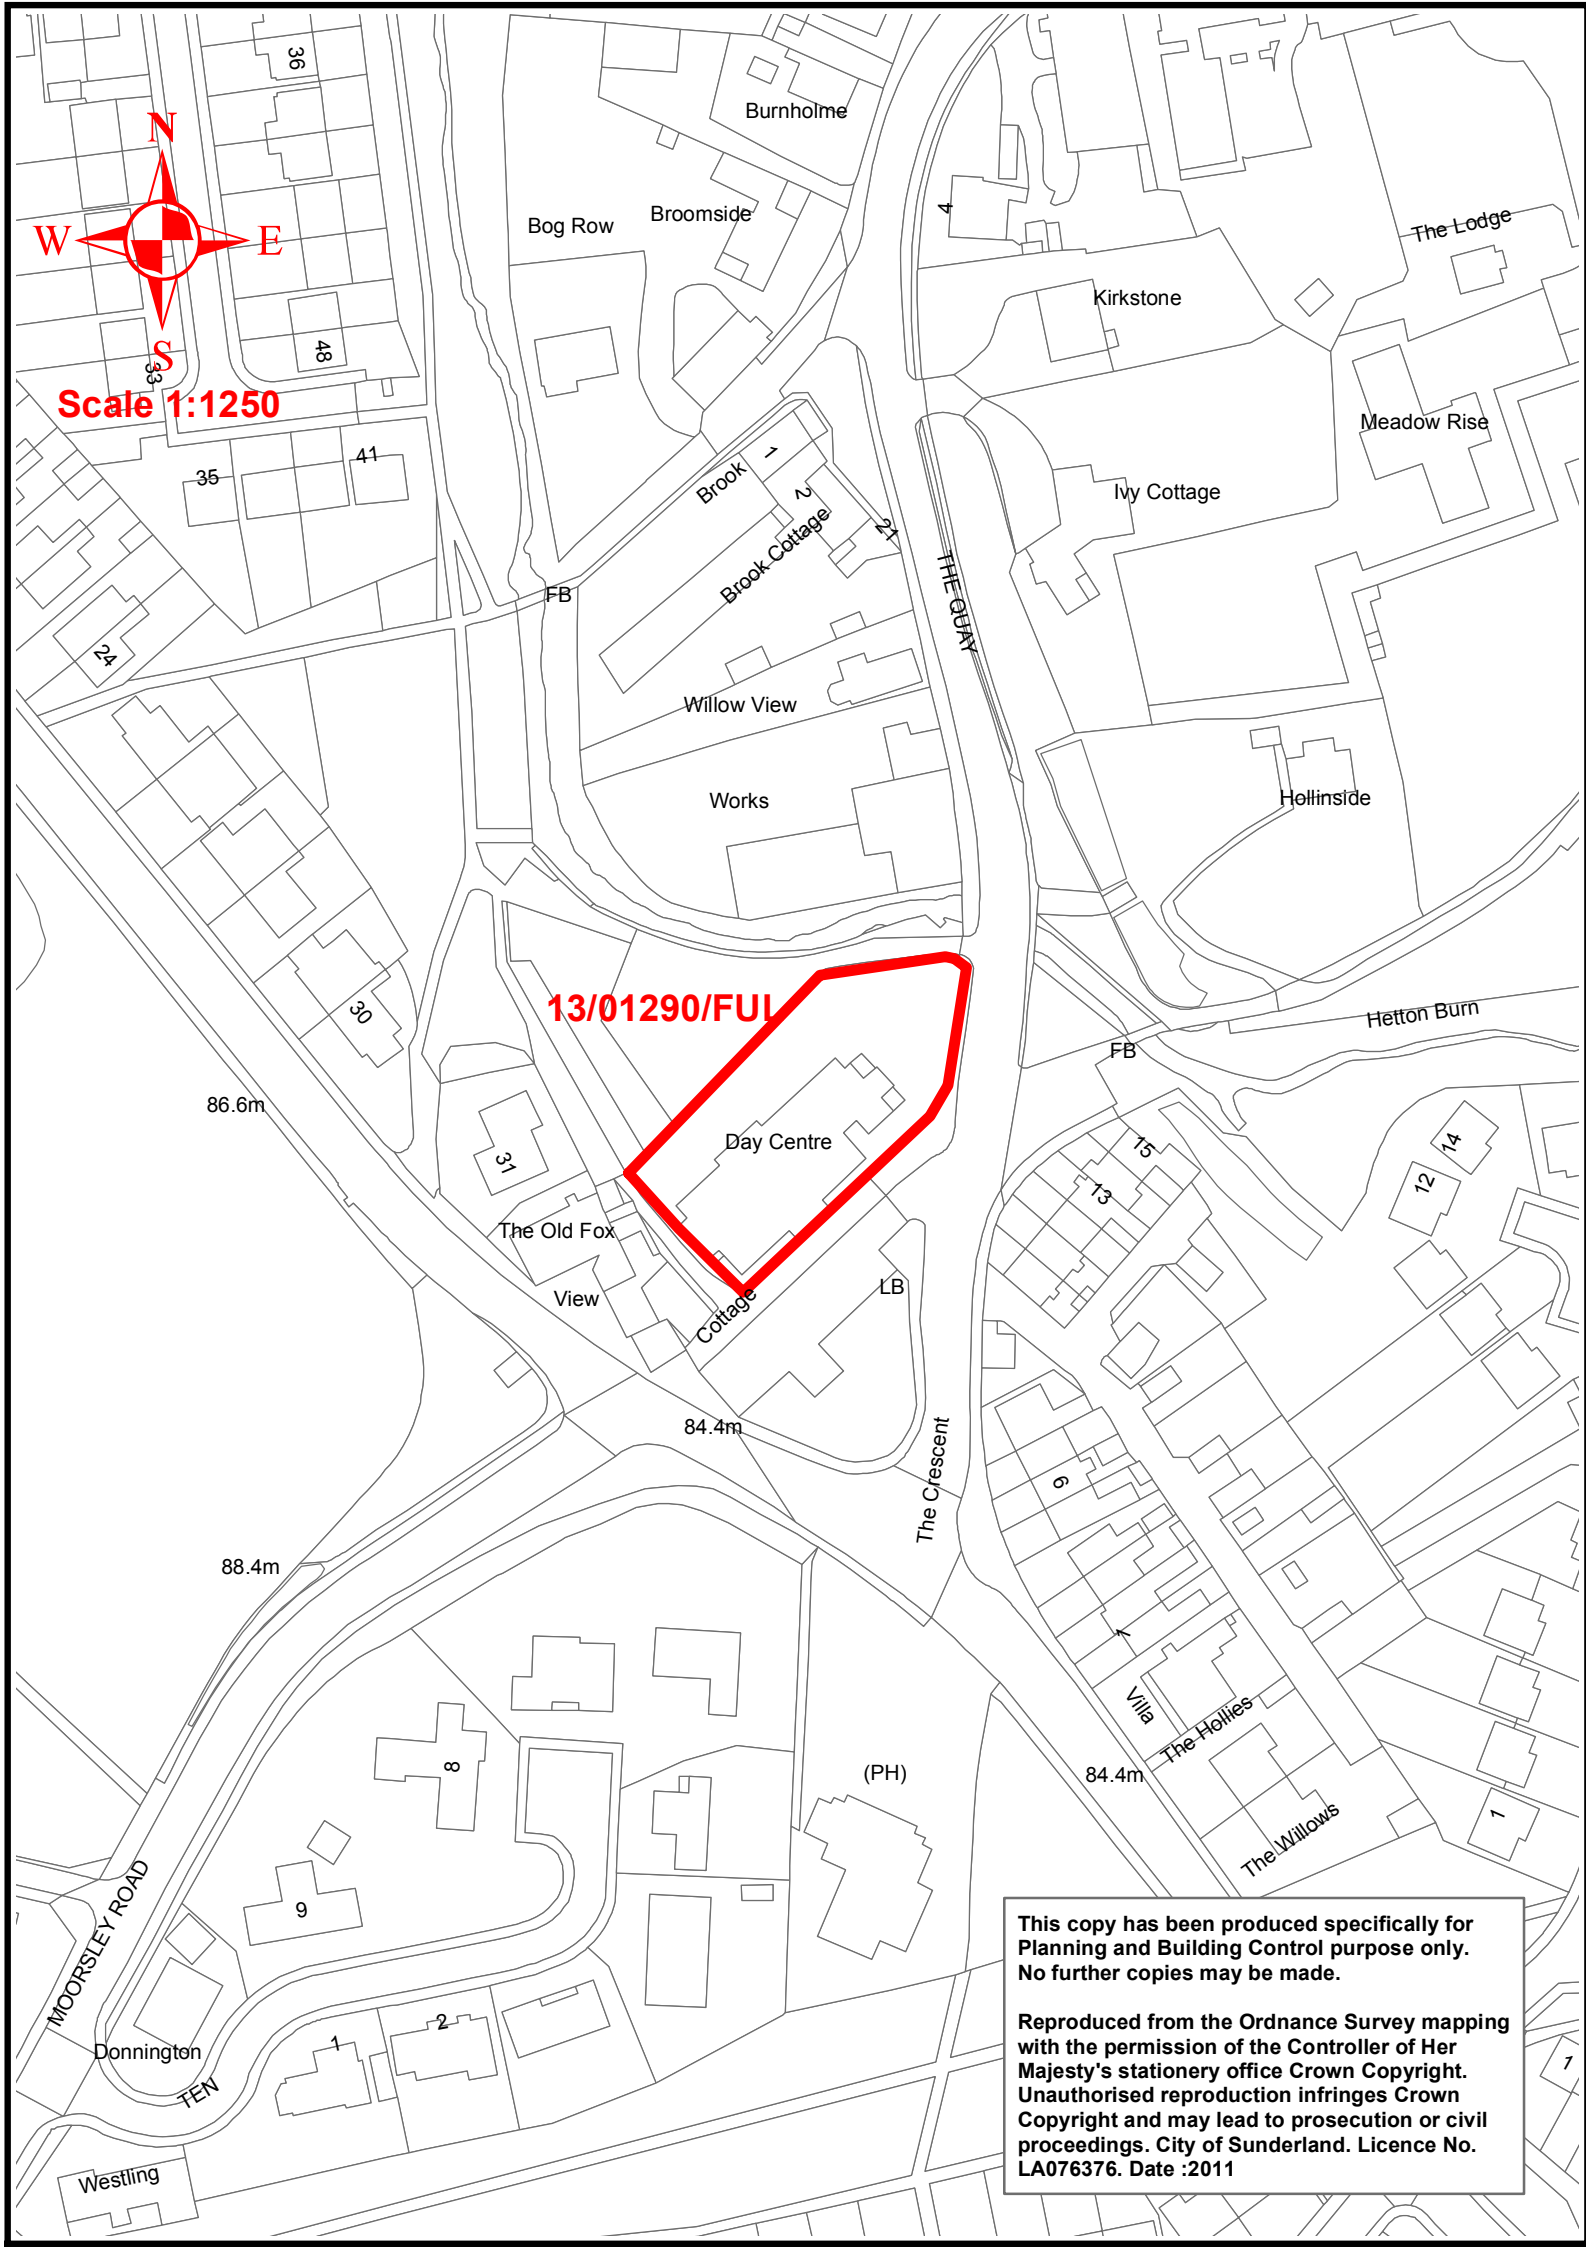 36
Burnholme
N
4
Bog Row
Broomside
The Lodge
W
E
Kirkstone
48
S
33
Scale 1:1250
Meadow Rise
1
41
35
Brook
2
Ivy Cottage
21
Brook Cottage
THE QUAY
FB
24
Willow View
Works
Hollinside
13/01290/FUL
30
Hetton Burn
FB
86.6m
Day Centre
15
14
31
13
12
The Old Fox
LB
View
Cottage
84.4m
The Crescent
6
88.4m
1
Villa
The Hollies
8
(PH)
84.4m
The Willows
1
MOORSLEY ROAD
9
This copy has been produced specifically for
Planning and Building Control purpose only.
No further copies may be made.
Reproduced from the Ordnance Survey mapping
with the permission of the Controller of Her
Majesty's stationery office Crown Copyright.
Unauthorised reproduction infringes Crown
Copyright and may lead to prosecution or civil
proceedings. City of Sunderland. Licence No.
LA076376. Date :2011
2
1
Donnington
TEN
1
Westling